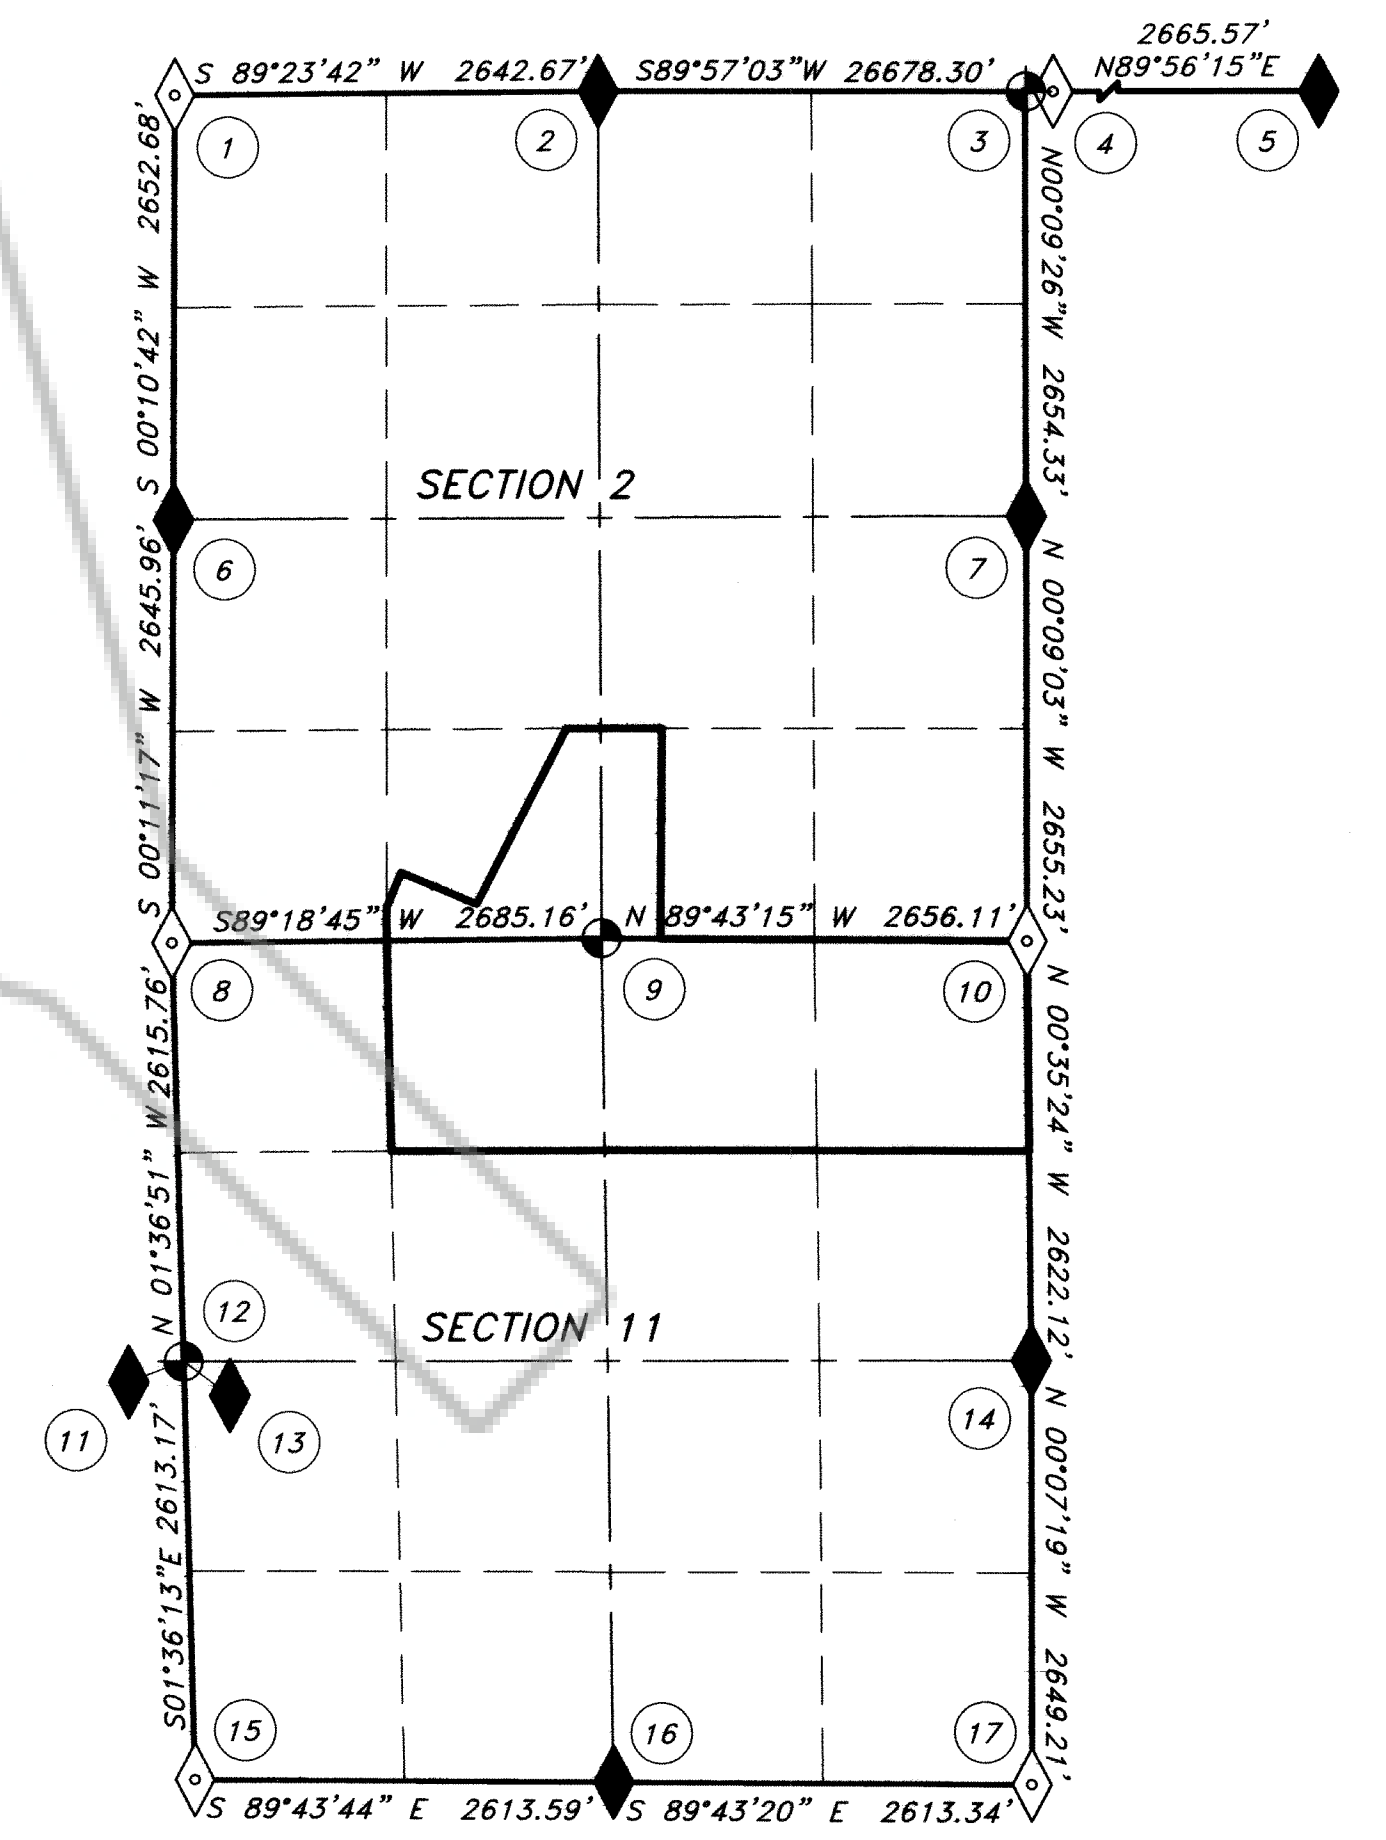 2665.57'
N89°56'15"E
S 89°23'42" W 2642.67'
S89°57'03"W 26678.30'
1
2
3
4
5
S 00°10'42" W 2652.68'
N00°09'26"W 2654.33'
SECTION 2
6
7
S 00°11'17" W 2645.96'
N 00°09'03" W 2655.23'
S89°18'45" W 2685.16'
N 89°43'15" W 2656.11'
8
9
10
N 01°36'51" W 2615.76'
N 00°35'24" W 2622.12'
12
SECTION 11
11
13
14
S01°36'13"E 2613.17'
N 00°07'19" W 2649.21'
15
16
17
S 89°43'44" E 2613.59'
S 89°43'20" E 2613.34'